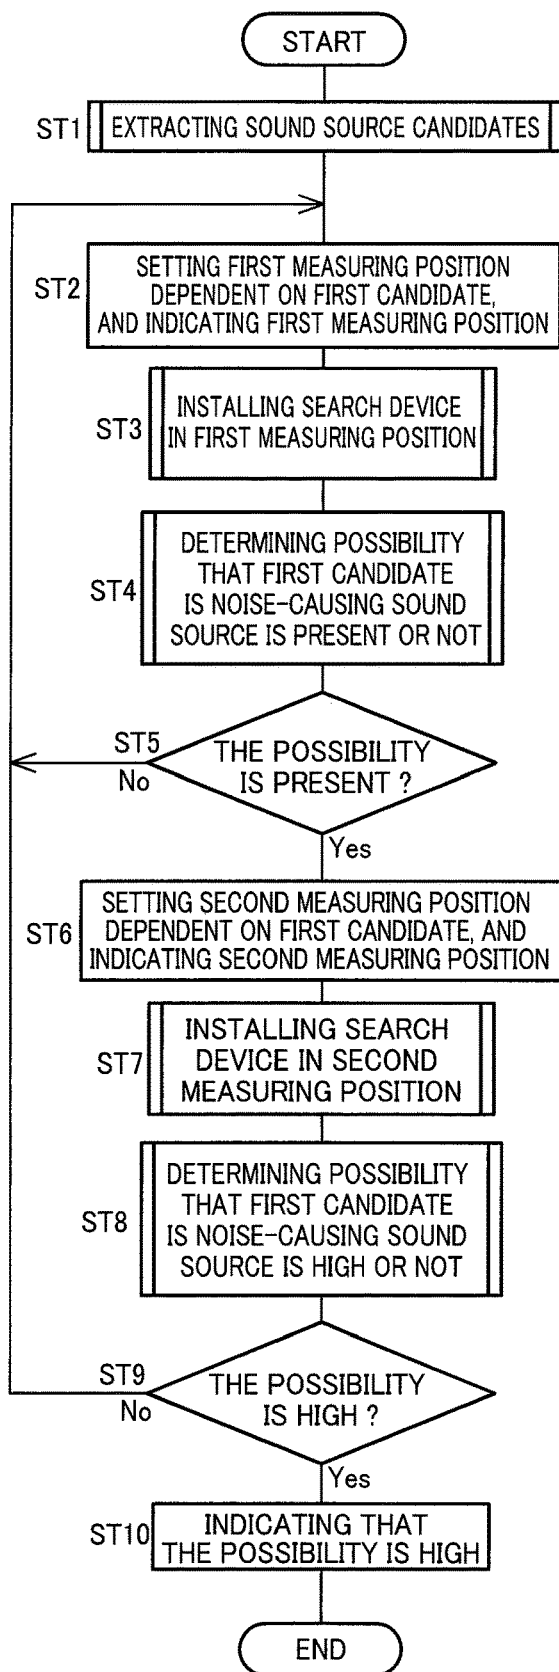 START
ST1
EXTRACTING SOUND SOURCE CANDIDATES
ST2
SETTING FIRST MEASURING POSITION
DEPENDENT ON FIRST CANDIDATE,
AND INDICATING FIRST MEASURING POSITION
ST3
INSTALLING SEARCH DEVICE
IN FIRST MEASURING POSITION
ST4
DETERMINING POSSIBILITY
THAT FIRST CANDIDATE
IS NOISE-CAUSING SOUND
SOURCE IS PRESENT OR NOT
ST5
THE POSSIBILITY
IS PRESENT ?
No
Yes
ST6
SETTING SECOND MEASURING POSITION
DEPENDENT ON FIRST CANDIDATE, AND
INDICATING SECOND MEASURING POSITION
ST7
INSTALLING SEARCH
DEVICE IN SECOND
MEASURING POSITION
ST8
DETERMINING POSSIBILITY
THAT FIRST CANDIDATE
IS NOISE-CAUSING SOUND
SOURCE IS HIGH OR NOT
ST9
THE POSSIBILITY
IS HIGH ?
No
Yes
ST10
INDICATING THAT
THE POSSIBILITY IS HIGH
END